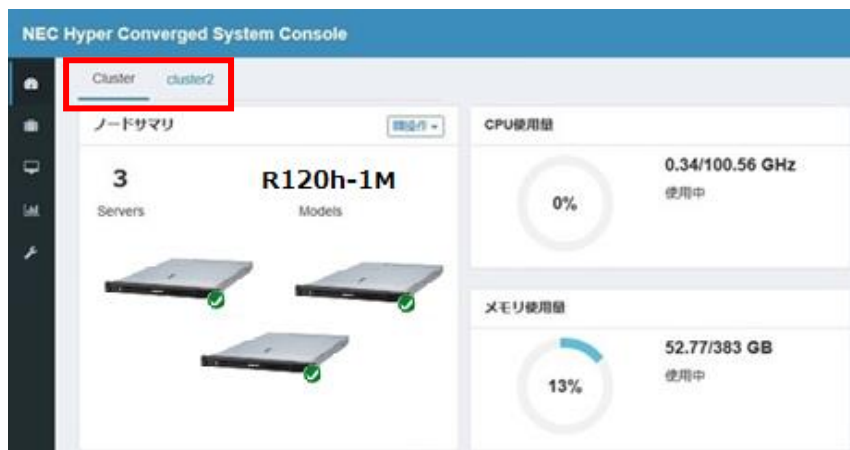 NEC Hyper Converged System Console
Cluster cluster2
ノードサマリ
CPU使用量
3
R120h-1M
Servers
Models
0%
0.34/100.56 GHz
使用中
メモリ使用量
13%
52.77/383 GB
使用中